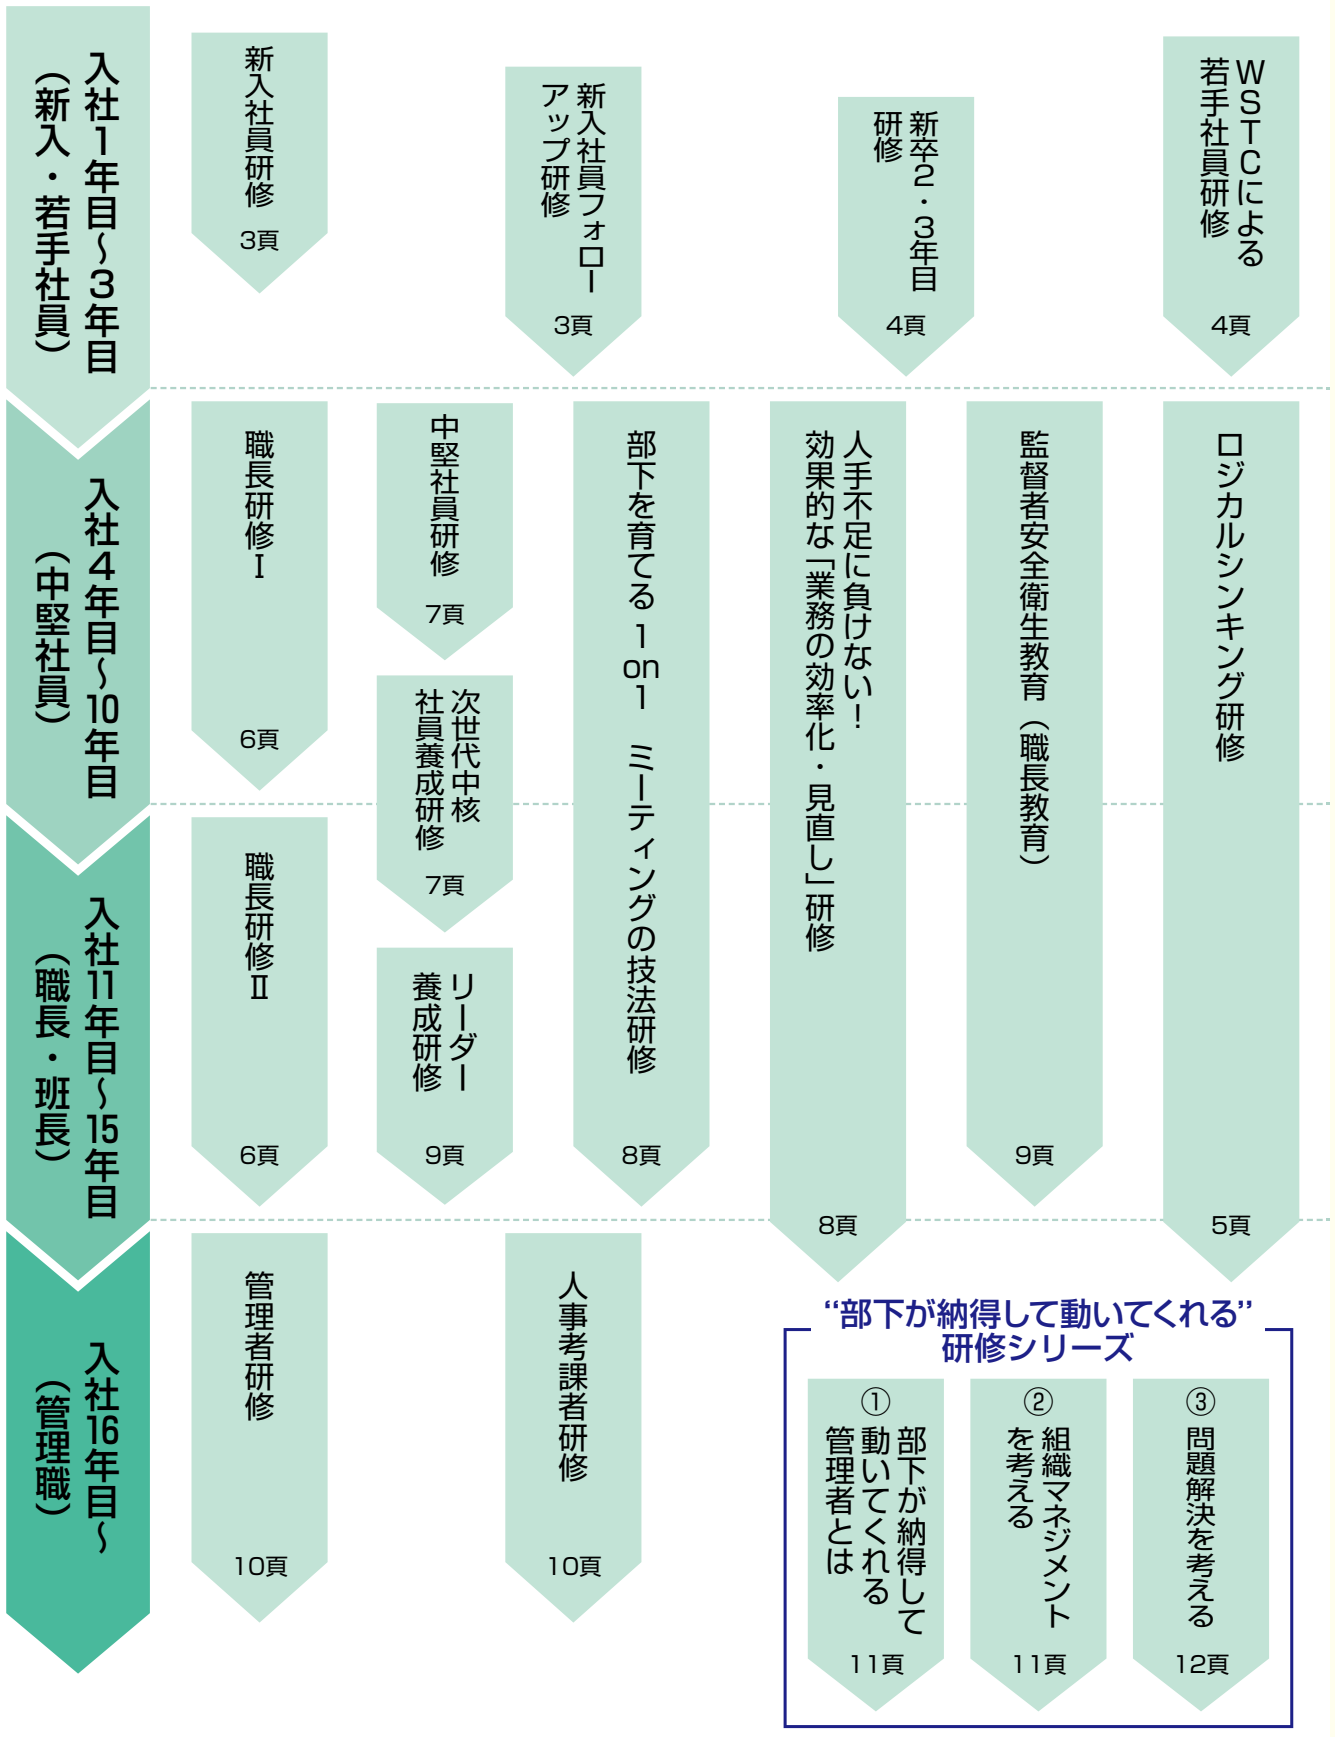 入社1年目～3年目
（新入・若手社員）
新入社員研修
3頁
新入社員フォロー
アップ研修
3頁
新卒2・3年目
研修
4頁
WSTCによる
若手社員研修
4頁
入社4年目～10年目
（中堅社員）
職長研修Ⅰ
6頁
中堅社員研修
7頁
次世代中核
社員養成研修
7頁
部下を育てる 1 on 1 ミーティングの技法研修
8頁
人手不足に負けない！
効果的な「業務の効率化・見直し」研修
8頁
監督者安全衛生教育（職長教育）
9頁
ロジカルシンキング研修
5頁
入社11年目～15年目
（職長・班長）
職長研修Ⅱ
6頁
リーダー
養成研修
9頁
入社16年目～
（管理職）
管理者研修
10頁
人事考課者研修
10頁
“部下が納得して動いてくれる”
研修シリーズ
①
部下が納得して
動いてくれる
管理者とは
11頁
②
組織マネジメント
を考える
11頁
③
問題解決を考える
12頁